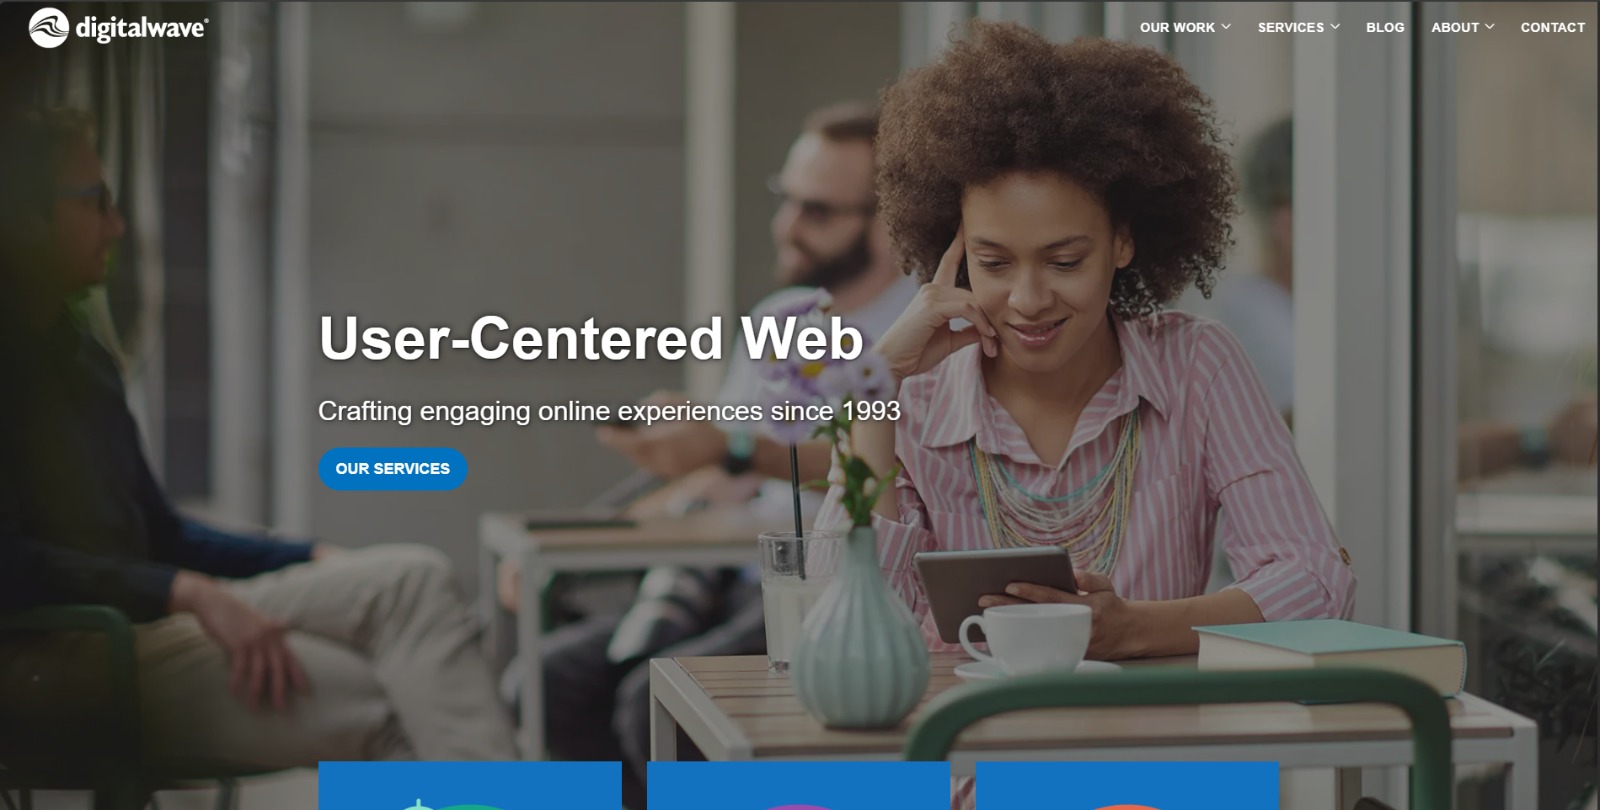 digitalwave®
OUR WORK
SERVICES
BLOG
ABOUT
CONTACT
User-Centered Web
Crafting engaging online experiences since 1993
OUR SERVICES